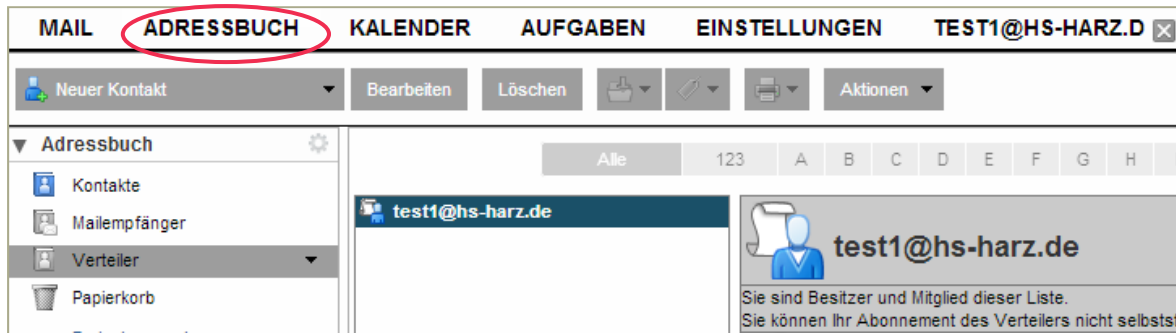 MAIL ADRESSBUCH KALENDER AUFGABEN EINSTELLUNGEN TEST1@HS-HARZ.D
Neuer Kontakt Bearbeiten Löschen Aktionen
Adressbuch
Alle 123 A B C D E F G H
Kontakte
Mailempfänger
Verteiler
Papierkorb
test1@hs-harz.de
test1@hs-harz.de
Sie sind Besitzer und Mitglied dieser Liste.
Sie können Ihr Abonnement des Verteilers nicht selbst